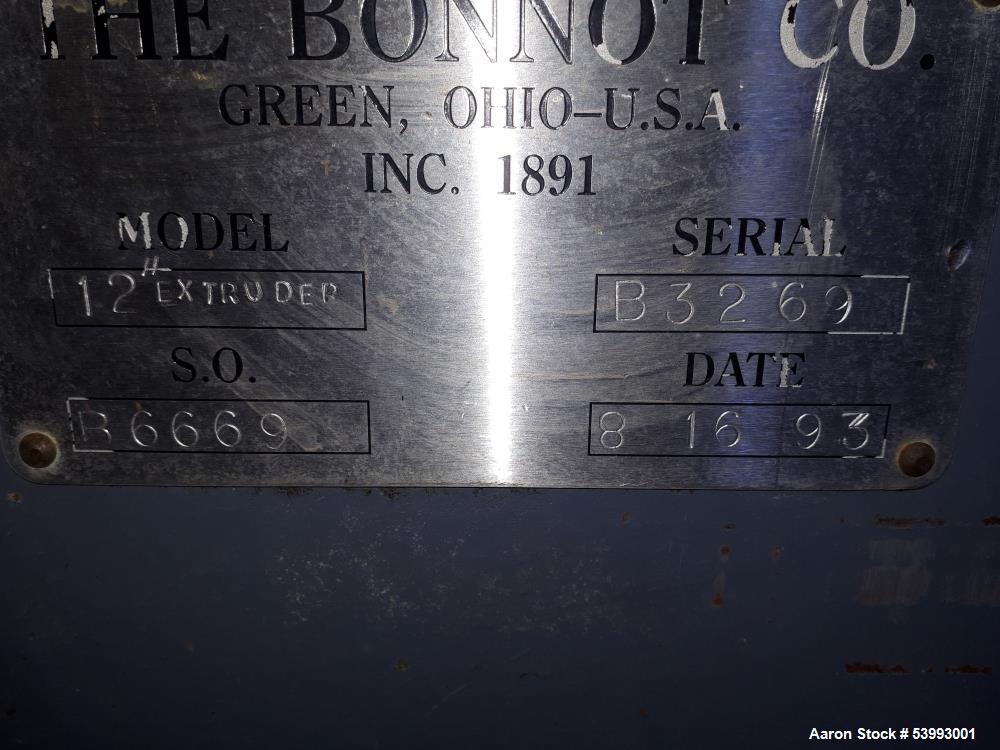 THE BONNOT CO.
GREEN, OHIO–U.S.A.
INC. 1891
MODEL SERIAL
12" EXTRUDER B3269
S.O. DATE
B6669 8 16 93
Aaron Stock # 53993001